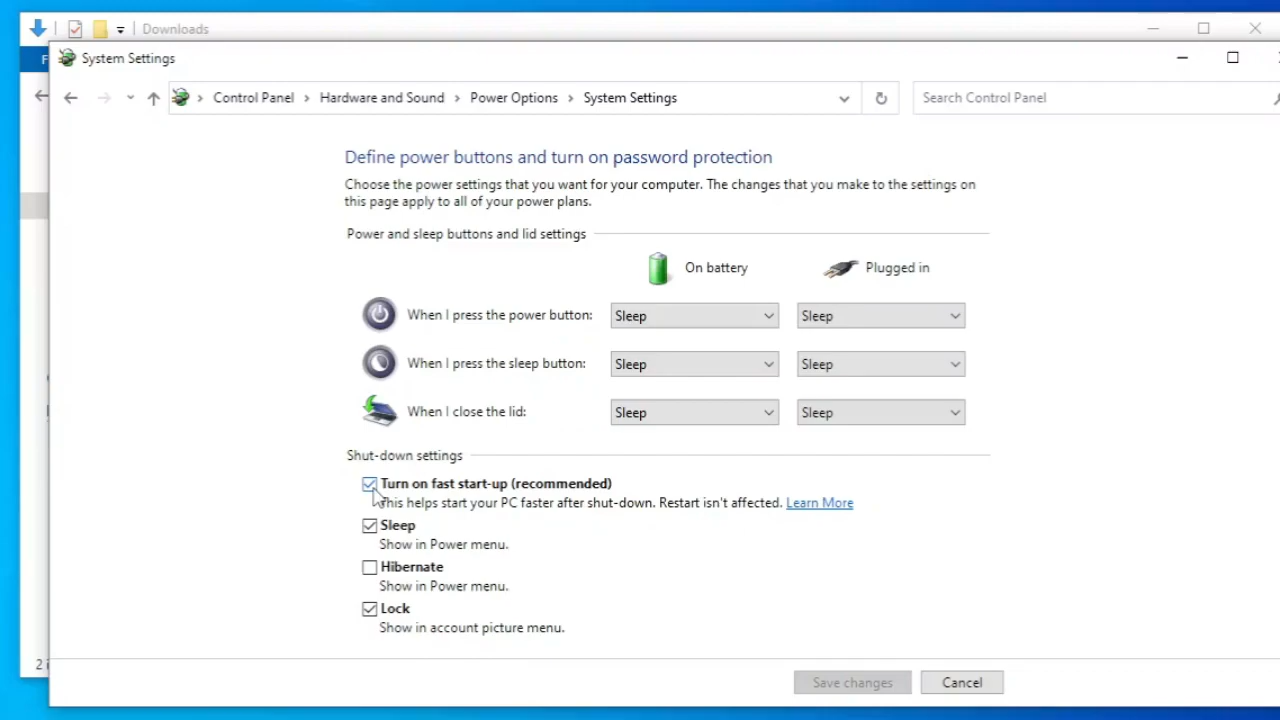 Downloads
F
System Settings
Control Panel
Hardware and Sound
Power Options
System Settings
Search Control Panel
Define power buttons and turn on password protection
Choose the power settings that you want for your computer. The changes that you make to the settings on
this page apply to all of your power plans.
Power and sleep buttons and lid settings
On battery
Plugged in
When I press the power button:
Sleep
Sleep
When I press the sleep button:
Sleep
Sleep
When I close the lid:
Sleep
Sleep
Shut-down settings
Turn on fast start-up (recommended)
This helps start your PC faster after shut-down. Restart isn't affected. Learn More
Sleep
Show in Power menu.
Hibernate
Show in Power menu.
Lock
Show in account picture menu.
2 i
Save changes
Cancel